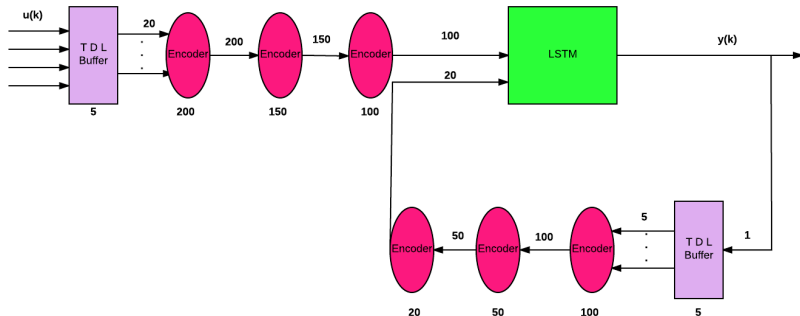 u(k)
T D L
Buffer
5
20
.
.
.
Encoder
200
200
Encoder
150
150
Encoder
100
100
20
LSTM
y(k)
1
T D L
Buffer
5
5
.
.
.
Encoder
100
100
Encoder
50
50
Encoder
20